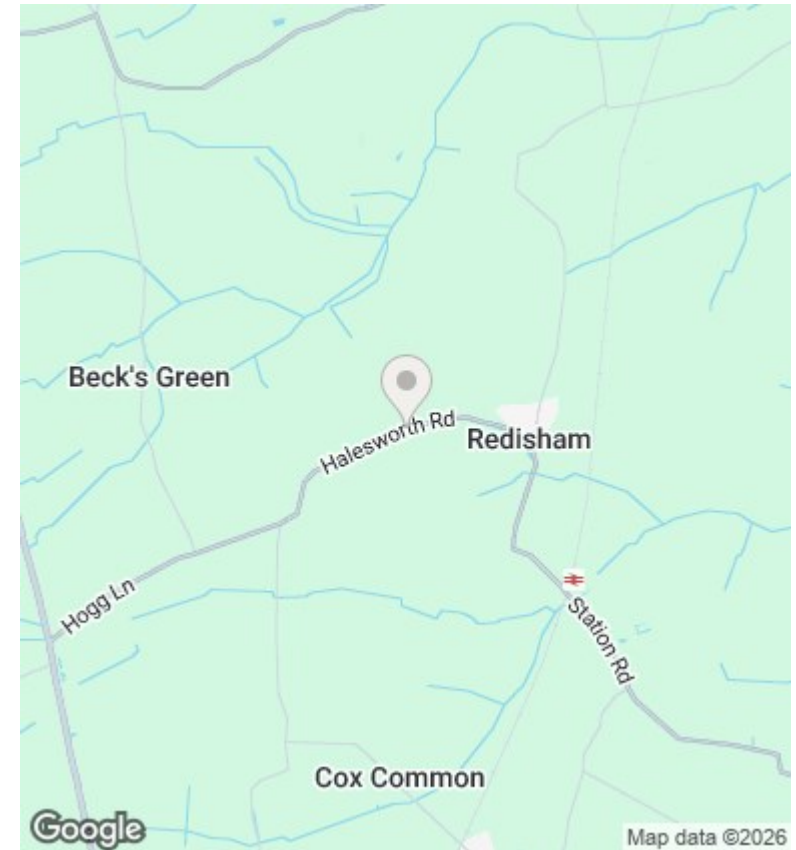 Beck's Green
Halesworth Rd
Redisham
Hogg Ln
Station Rd
Cox Common
Google
Map data ©2026